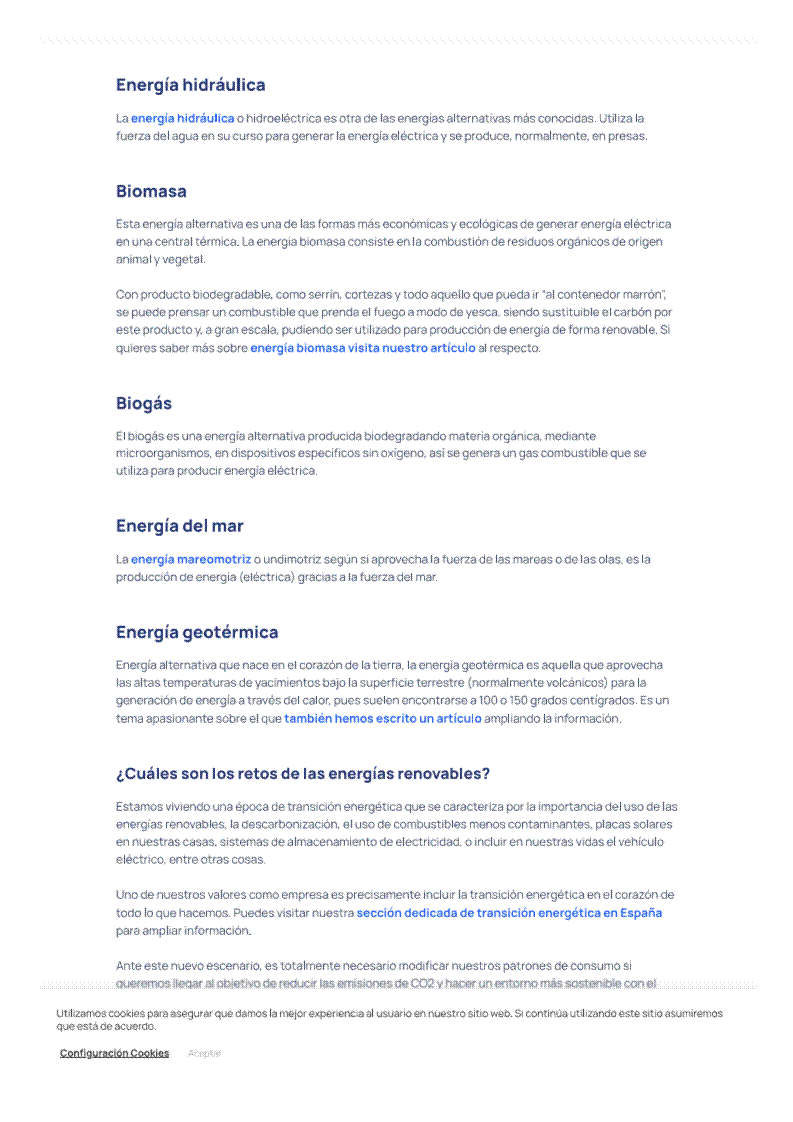 Energía hidráulica
La energía hidráulica o hidroeléctrica es otra de las energías alternativas más conocidas. Utiliza la
fuerza del agua en su curso para generar la energía eléctrica y se produce, normalmente, en presas.
Biomasa
Esta energía alternativa es una de las formas más económicas y ecológicas de generar energía eléctrica
en una central térmica. La energía biomasa consiste en la combustión de residuos orgánicos de origen
animal y vegetal.
Con producto biodegradable, como serrín, cortezas y todo aquello que pueda ir “al contenedor marrón”,
se puede prensar un combustible que prenda el fuego a modo de yesca, siendo sustituible el carbón por
este producto y, a gran escala, pudiendo ser utilizado para producción de energía de forma renovable. Si
quieres saber más sobre energía biomasa visita nuestro artículo al respecto.
Biogás
El biogás es una energía alternativa producida biodegradando materia orgánica, mediante
microorganismos, en dispositivos específicos sin oxígeno, así se genera un gas combustible que se
utiliza para producir energía eléctrica.
Energía del mar
La energía mareomotriz o undimotriz según si aprovecha la fuerza de las mareas o de las olas, es la
producción de energía (eléctrica) gracias a la fuerza del mar.
Energía geotérmica
Energía alternativa que nace en el corazón de la tierra, la energía geotérmica es aquella que aprovecha
las altas temperaturas de yacimientos bajo la superficie terrestre (normalmente volcánicos) para la
generación de energía a través del calor, pues suelen encontrarse a 100 o 150 grados centígrados. Es un
tema apasionante sobre el que también hemos escrito un artículo ampliando la información.
¿Cuáles son los retos de las energías renovables?
Estamos viviendo una época de transición energética que se caracteriza por la importancia del uso de las
energías renovables, la descarbonización, el uso de combustibles menos contaminantes, placas solares
en nuestras casas, sistemas de almacenamiento de electricidad, o incluir en nuestras vidas el vehículo
eléctrico, entre otras cosas.
Uno de nuestros valores como empresa es precisamente incluir la transición energética en el corazón de
todo lo que hacemos. Puedes visitar nuestra sección dedicada de transición energética en España
para ampliar información.
Ante este nuevo escenario, es totalmente necesario modificar nuestros patrones de consumo si
queremos llegar al objetivo de reducir las emisiones de CO2 y hacer un entorno más sostenible con el
Utilizamos cookies para asegurar que damos la mejor experiencia al usuario en nuestro sitio web. Si continúa utilizando este sitio asumiremos
que está de acuerdo.
Configuración Cookies Aceptar